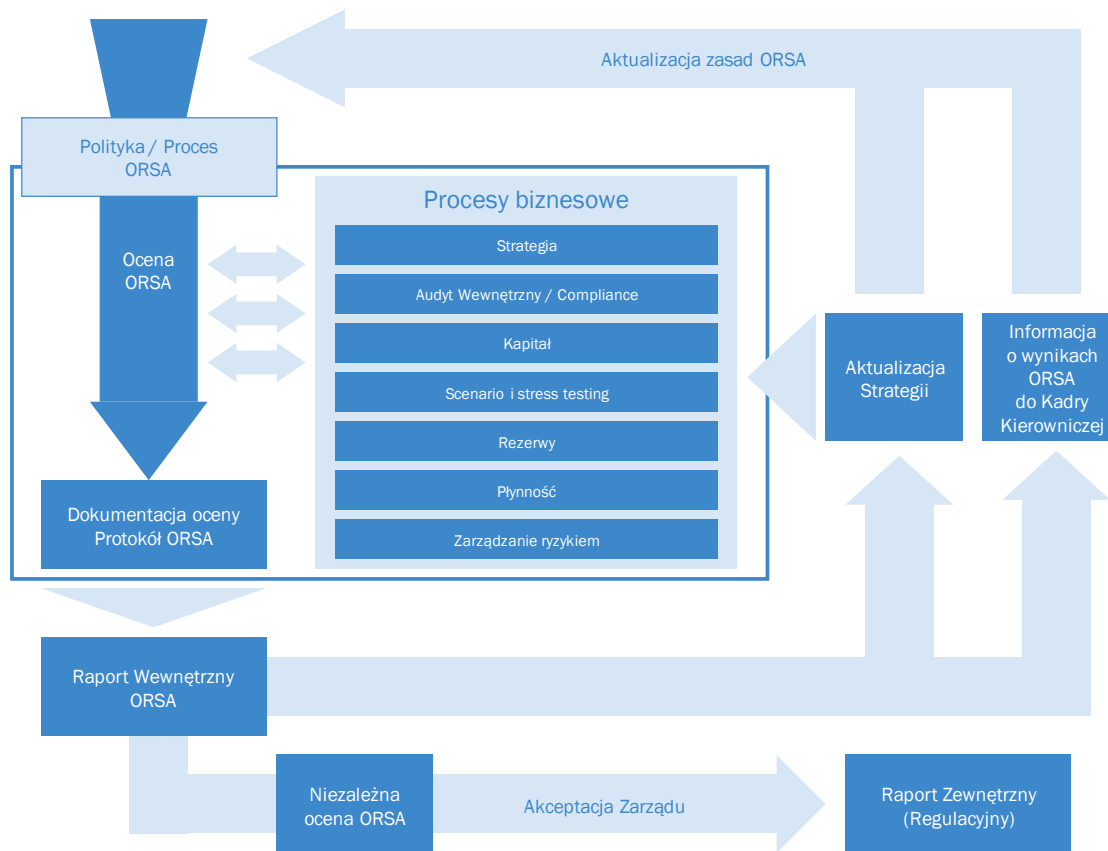 Aktualizacja zasad ORSA
Polityka / Proces
ORSA
Procesy biznesowe
Ocena
ORSA
Strategia
Audyt Wewnętrzny / Compliance
Kapitał
Scenario i stress testing
Rezerwy
Płynność
Zarządzanie ryzykiem
Aktualizacja
Strategii
Informacja
o wynikach
ORSA
do Kadry
Kierowniczej
Dokumentacja oceny
Protokół ORSA
Raport Wewnętrzny
ORSA
Niezależna
ocena ORSA
Akceptacja Zarządu
Raport Zewnętrzny
(Regulacyjny)